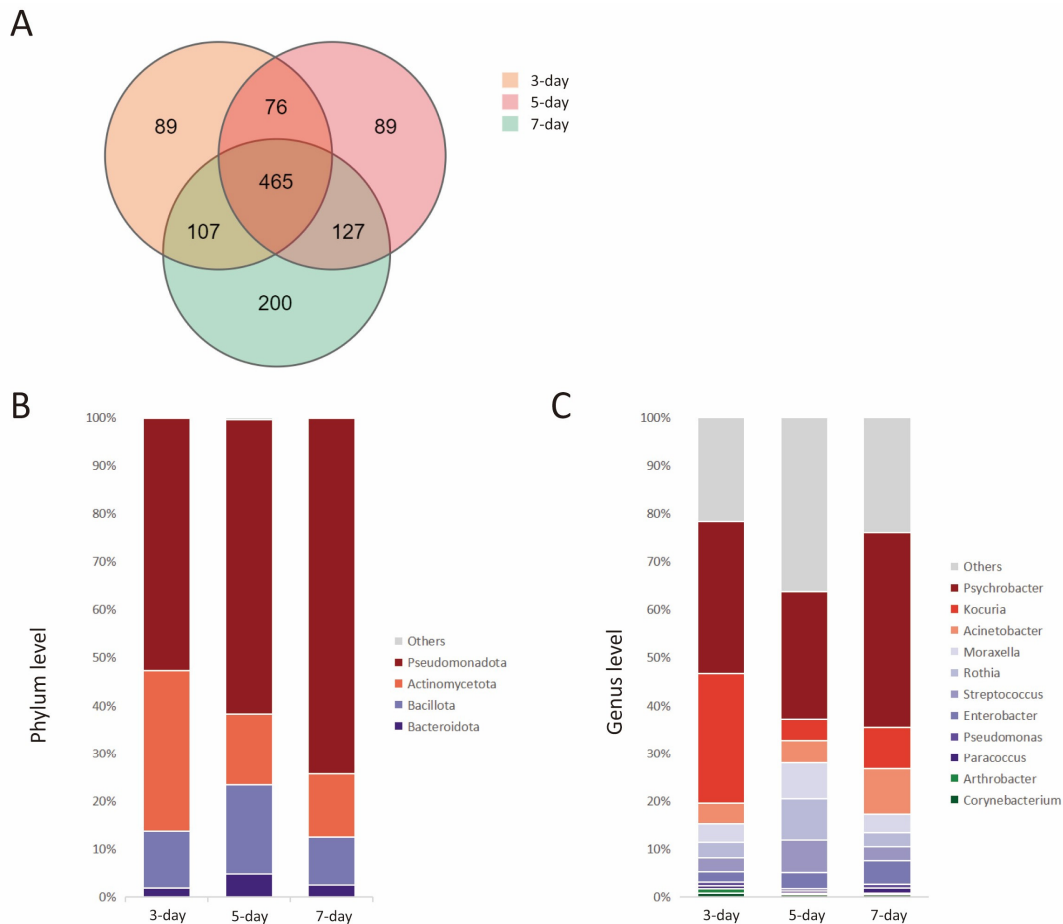 A
3-day
5-day
7-day
89
76
89
465
107
127
200
B
100%
90%
80%
70%
60%
50%
40%
30%
20%
10%
0%
Phylum level
3-day
5-day
7-day
Others
Pseudomonadota
Actinomycetota
Bacillota
Bacteroidota
C
100%
90%
80%
70%
60%
50%
40%
30%
20%
10%
0%
Genus level
3-day
5-day
7-day
Others
Psychrobacter
Kocuria
Acinetobacter
Moraxella
Rothia
Streptococcus
Enterobacter
Pseudomonas
Paracoccus
Arthrobacter
Corynebacterium